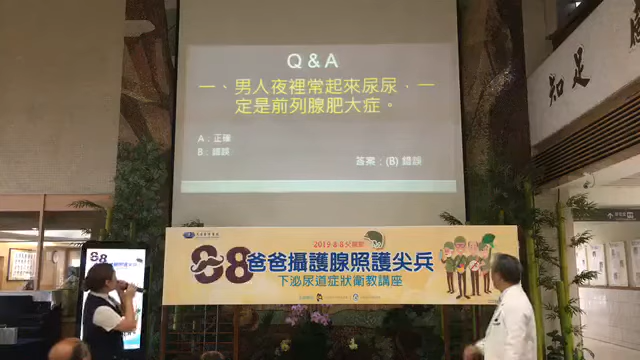 Q & A
一、男人夜裡常起來尿尿，一
定是前列腺肥大症。
A：正確
B：錯誤
答案：(B) 錯誤
知足
2019-8-8父親節
88爸爸攝護腺照護尖兵
下泌尿道症狀衛教講座
88